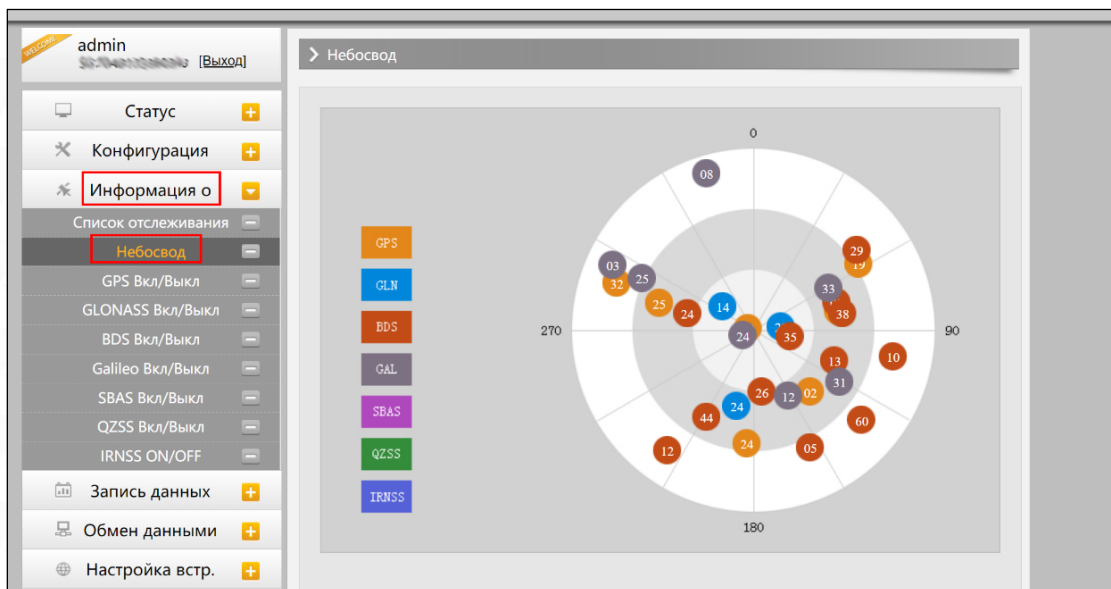 WELCOME
admin
[Выход]
Статус
Конфигурация
Информация о
Список отслеживания
Небосвод
GPS Вкл/Выкл
GLONASS Вкл/Выкл
BDS Вкл/Выкл
Galileo Вкл/Выкл
SBAS Вкл/Выкл
QZSS Вкл/Выкл
IRNSS ON/OFF
Запись данных
Обмен данными
Настройка встр.
Небосвод
GPS
GLN
BDS
GAL
SBAS
QZSS
IRNSS
0
08
29
19
03
25
32
33
25
14
24
38
270
24
35
90
13
10
31
26
12
02
24
44
60
24
05
12
180